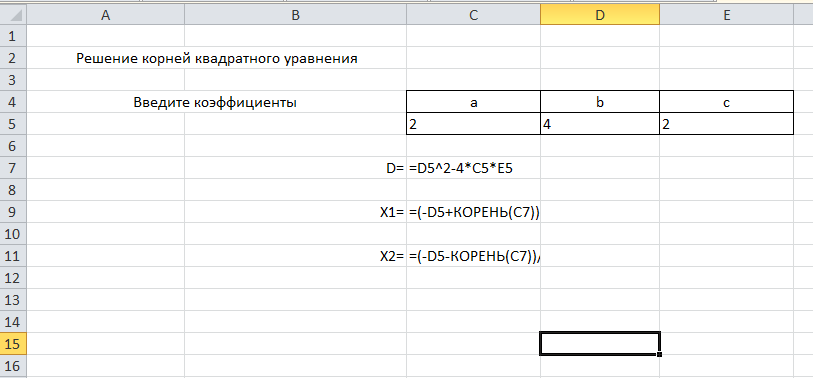 A B C D E
1
2 Решение корней квадратного уравнения
3
4 Введите коэффициенты a b c
5 2 4 2
6
7 D= =D5^2-4*C5*E5
8
9 X1= =(-D5+КОРЕНЬ(C7))
10
11 X2= =(-D5-КОРЕНЬ(C7))/
12
13
14
15
16